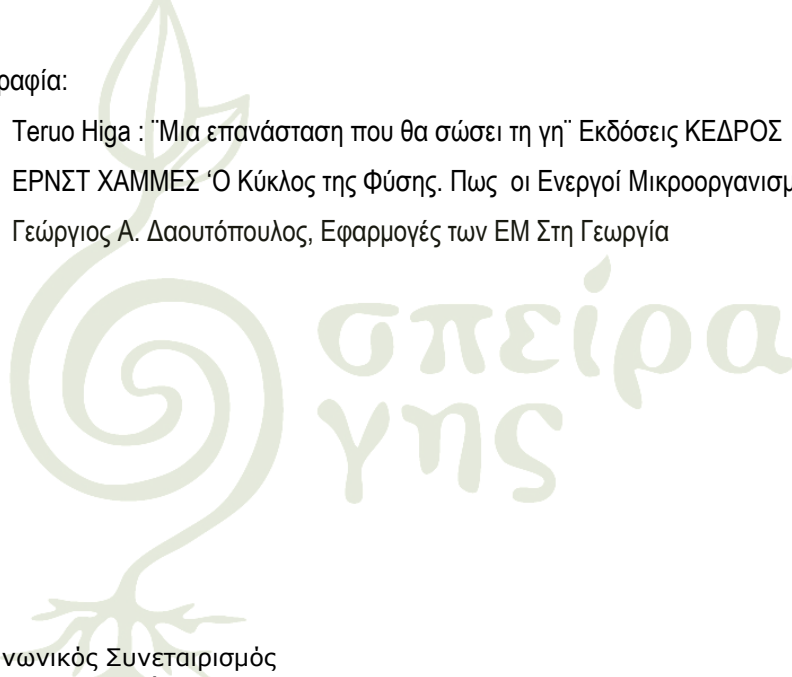 ραφία:
Teruo Higa : ¨Μια επανάσταση που θα σώσει τη γη¨ Εκδόσεις ΚΕΔΡΟΣ
ΕΡΝΣΤ ΧΑΜΜΕΣ ‘Ο Κύκλος της Φύσης. Πως οι Ενεργοί Μικροοργανισμ
Γεώργιος Α. Δαουτόπουλος, Εφαρμογές των ΕΜ Στη Γεωργία
σπείρα
γης
νωνικός Συνεταιρισμός